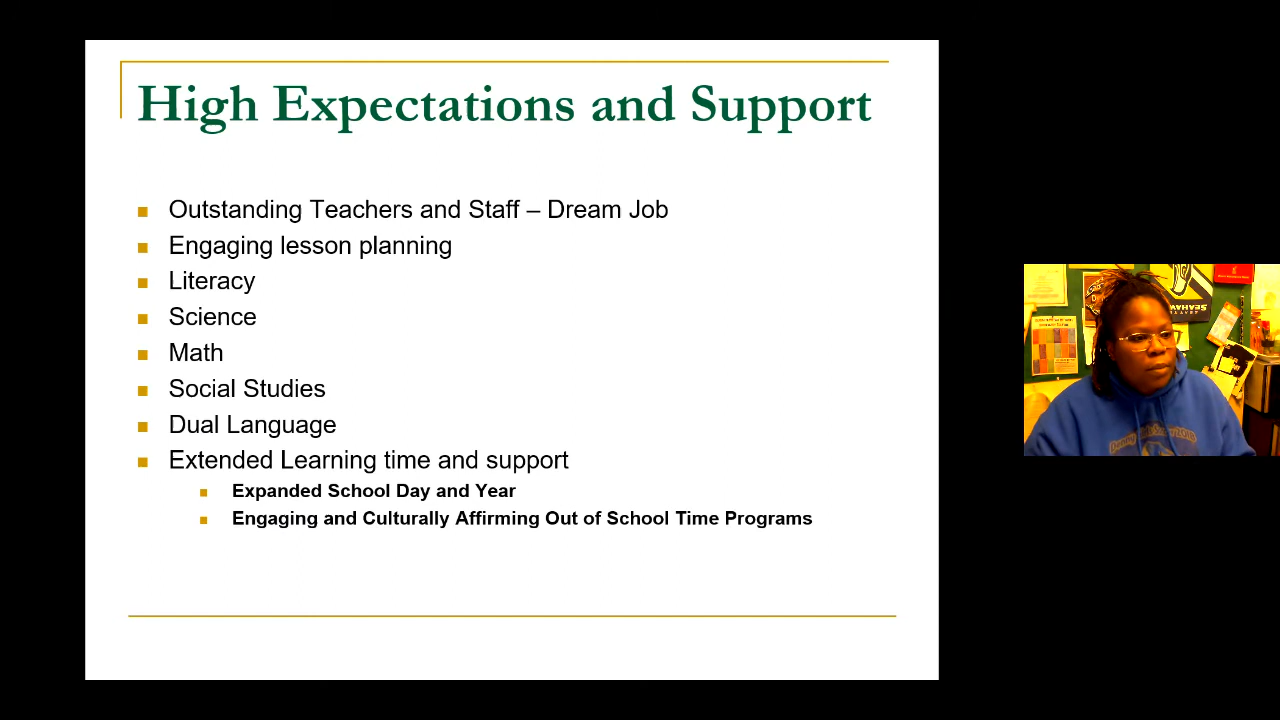 High Expectations and Support
Outstanding Teachers and Staff – Dream Job
Engaging lesson planning
Literacy
Science
Math
Social Studies
Dual Language
Extended Learning time and support
Expanded School Day and Year
Engaging and Culturally Affirming Out of School Time Programs
SEAHAWKS